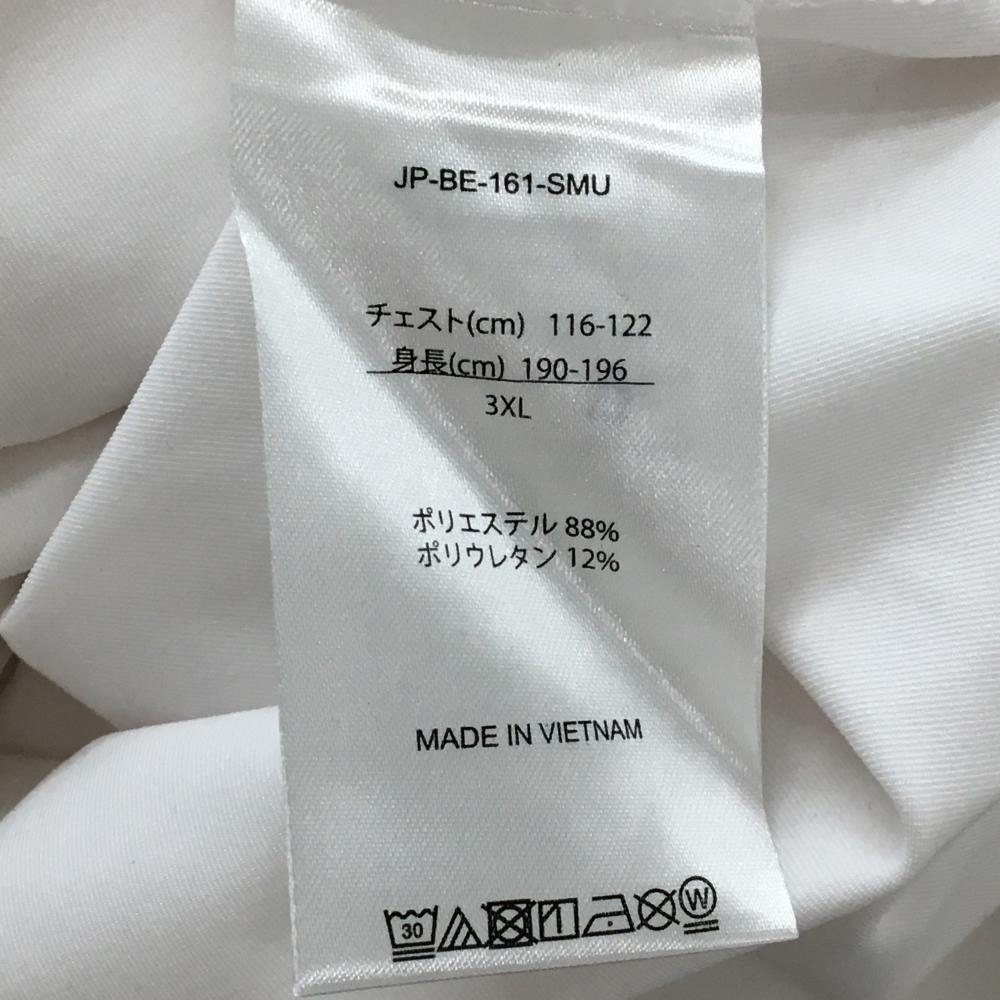 JP-BE-161-SMU
チェスト(cm) 116-122
身長(cm) 190-196
3XL
ポリエステル 88%
ポリウレタン 12%
MADE IN VIETNAM
30 W